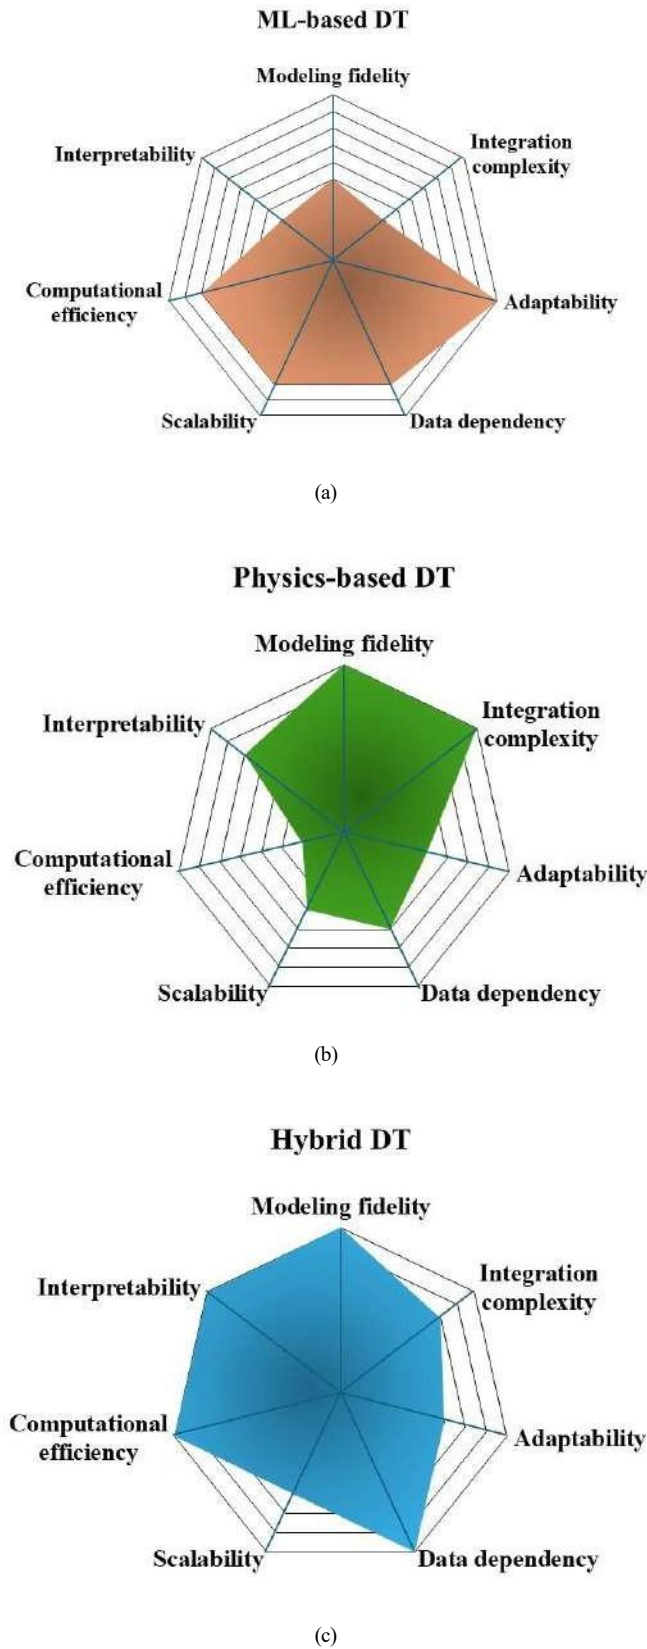 ML-based DT
Modeling fidelity
Integration
complexity
Interpretability
Computational
efficiency
Adaptability
Scalability
Data dependency
(a)
Physics-based DT
Modeling fidelity
Integration
complexity
Interpretability
Computational
efficiency
Adaptability
Scalability
Data dependency
(b)
Hybrid DT
Modeling fidelity
Integration
complexity
Interpretability
Computational
efficiency
Adaptability
Scalability
Data dependency
(c)